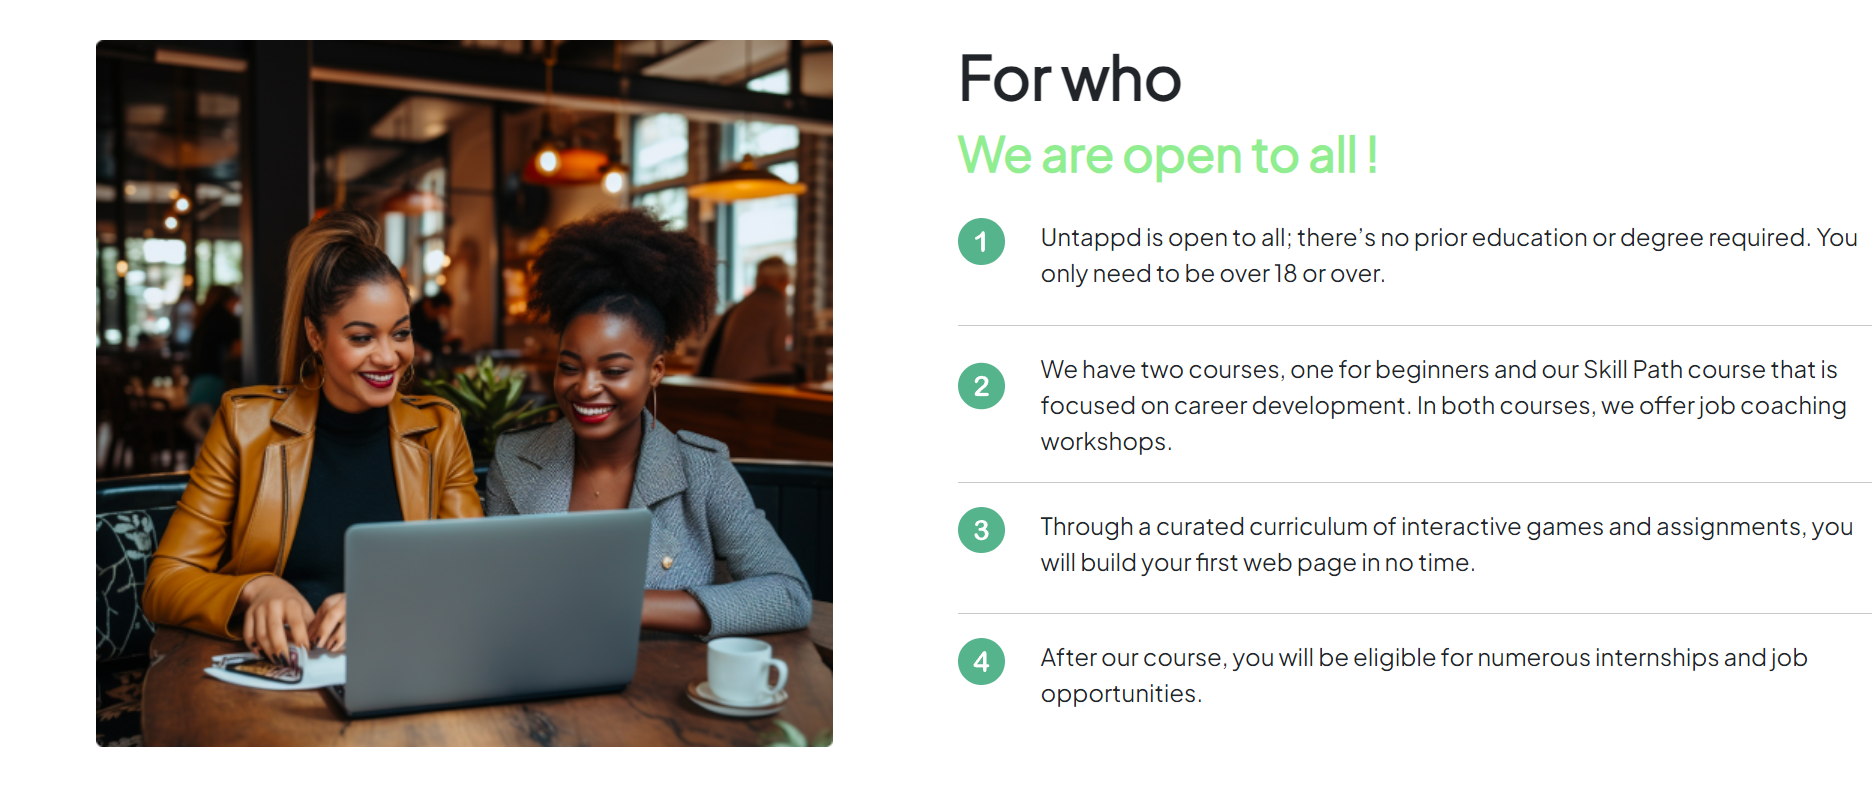 For who
We are open to all !
1
Untappd is open to all; there’s no prior education or degree required. You
only need to be over 18 or over.
2
We have two courses, one for beginners and our Skill Path course that is
focused on career development. In both courses, we offer job coaching
workshops.
3
Through a curated curriculum of interactive games and assignments, you
will build your first web page in no time.
4
After our course, you will be eligible for numerous internships and job
opportunities.